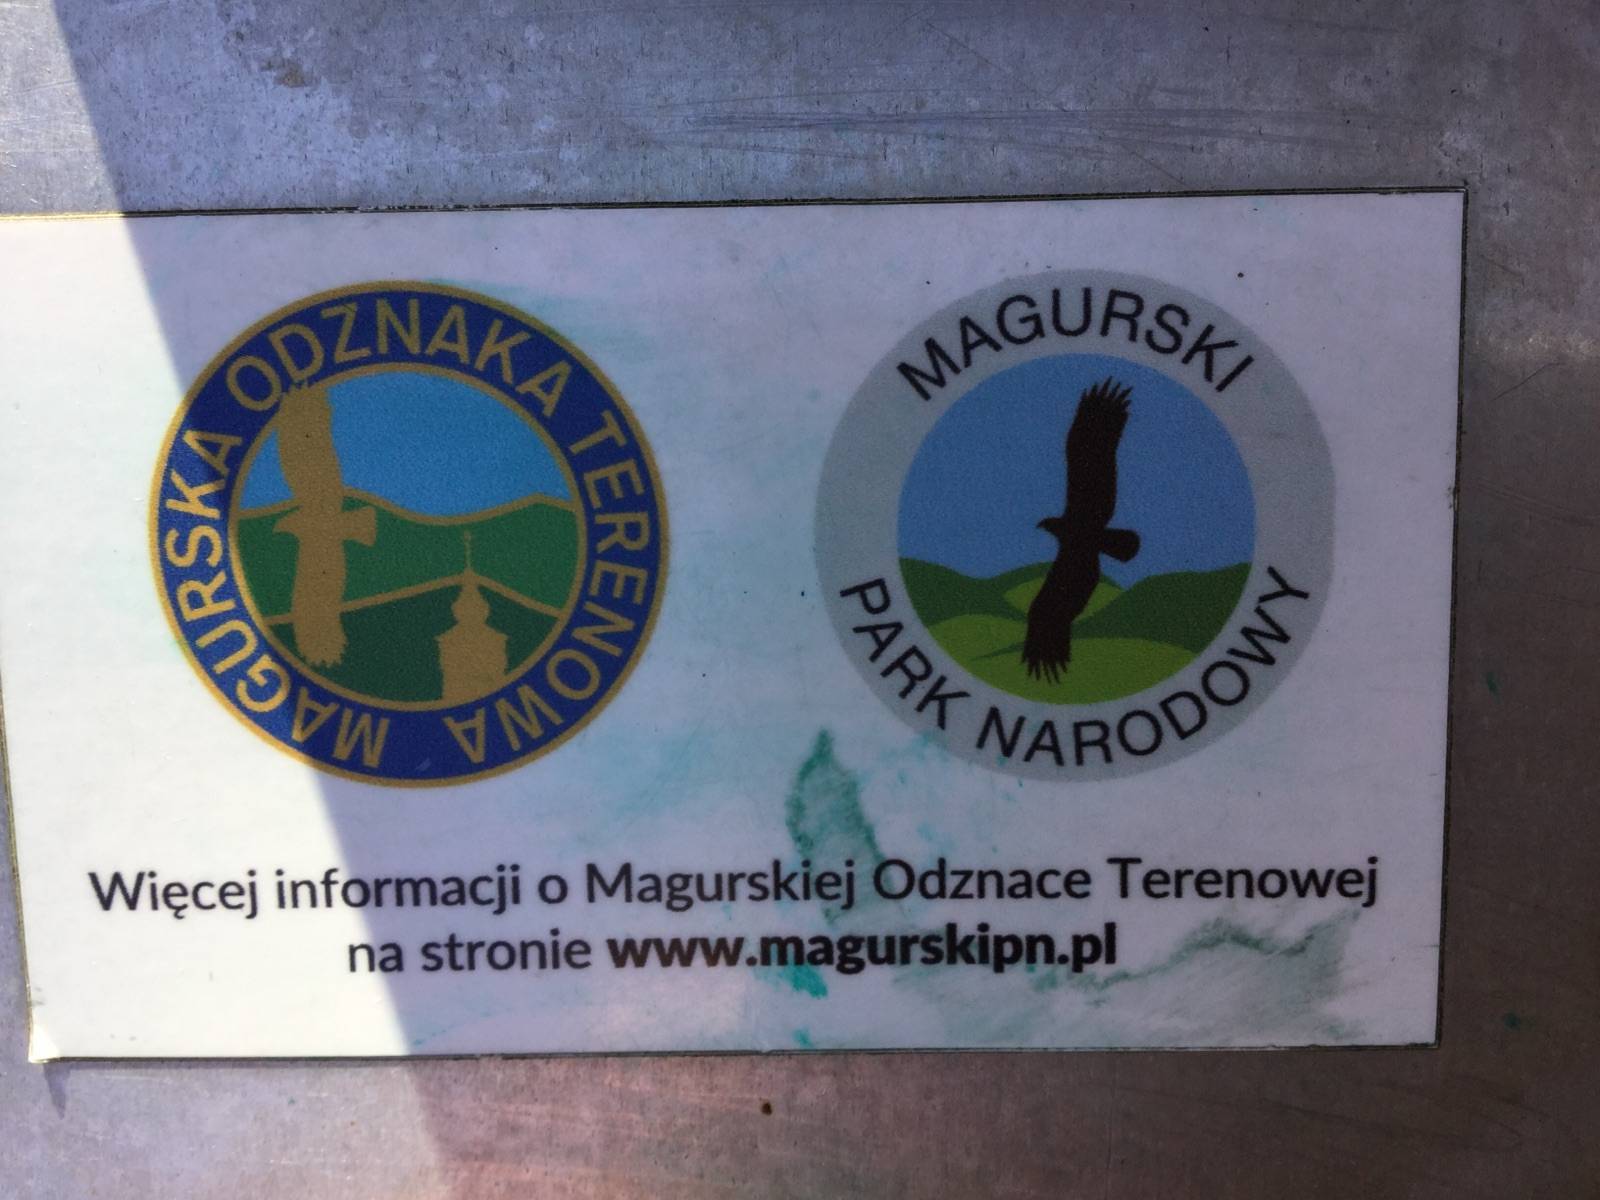 MAGURSKA ODZNAKA TERENOWA
MAGURSKI
PARK NARODOWY
Więcej informacji o Magurskiej Odznace Terenowej
na stronie www.magurskipn.pl